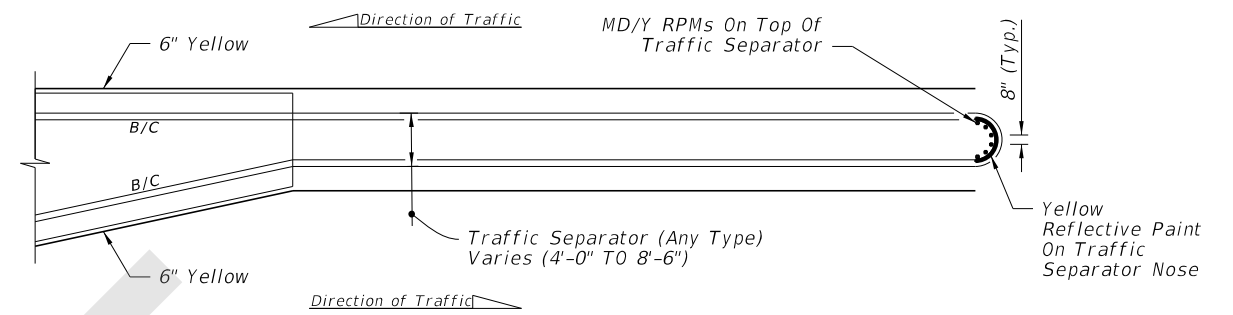 Direction of Traffic
6" Yellow
MD/Y RPMs On Top Of
Traffic Separator
8" (Typ.)
B/C
B/C
Traffic Separator (Any Type)
Varies (4'-0" TO 8'-6")
Yellow
Reflective Paint
On Traffic
Separator Nose
6" Yellow
Direction of Traffic